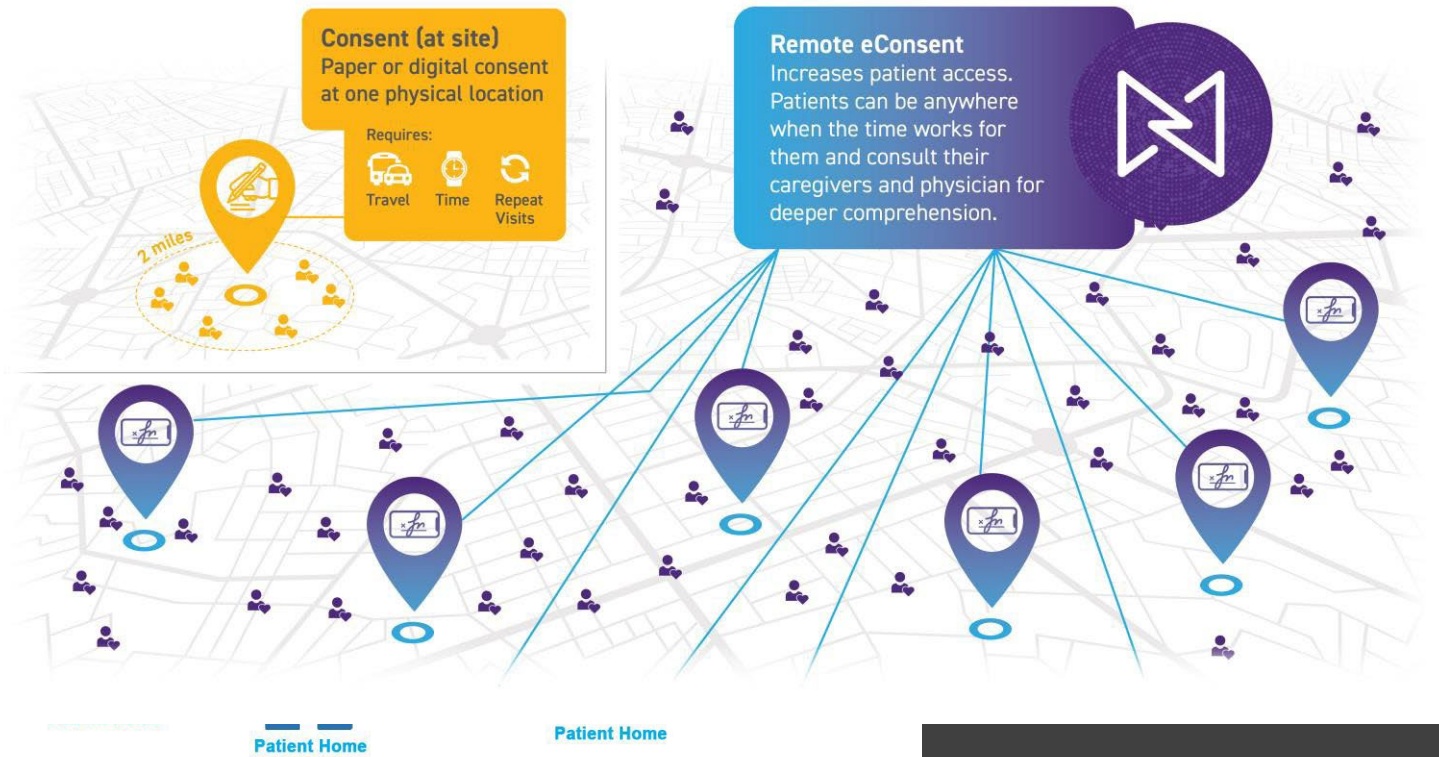 Consent (at site)
Paper or digital consent
at one physical location
Requires:
Travel
Time
Repeat
Visits
2 miles
Remote eConsent
Increases patient access.
Patients can be anywhere
when the time works for
them and consult their
caregivers and physician for
deeper comprehension.
Patient Home
Patient Home